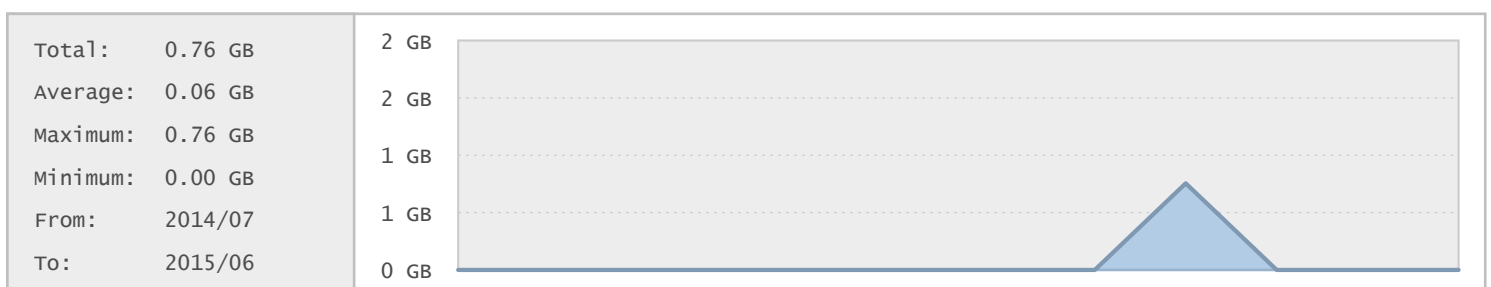 Total: 0.76 GB
Average: 0.06 GB
Maximum: 0.76 GB
Minimum: 0.00 GB
From: 2014/07
To: 2015/06
2 GB
2 GB
1 GB
1 GB
0 GB